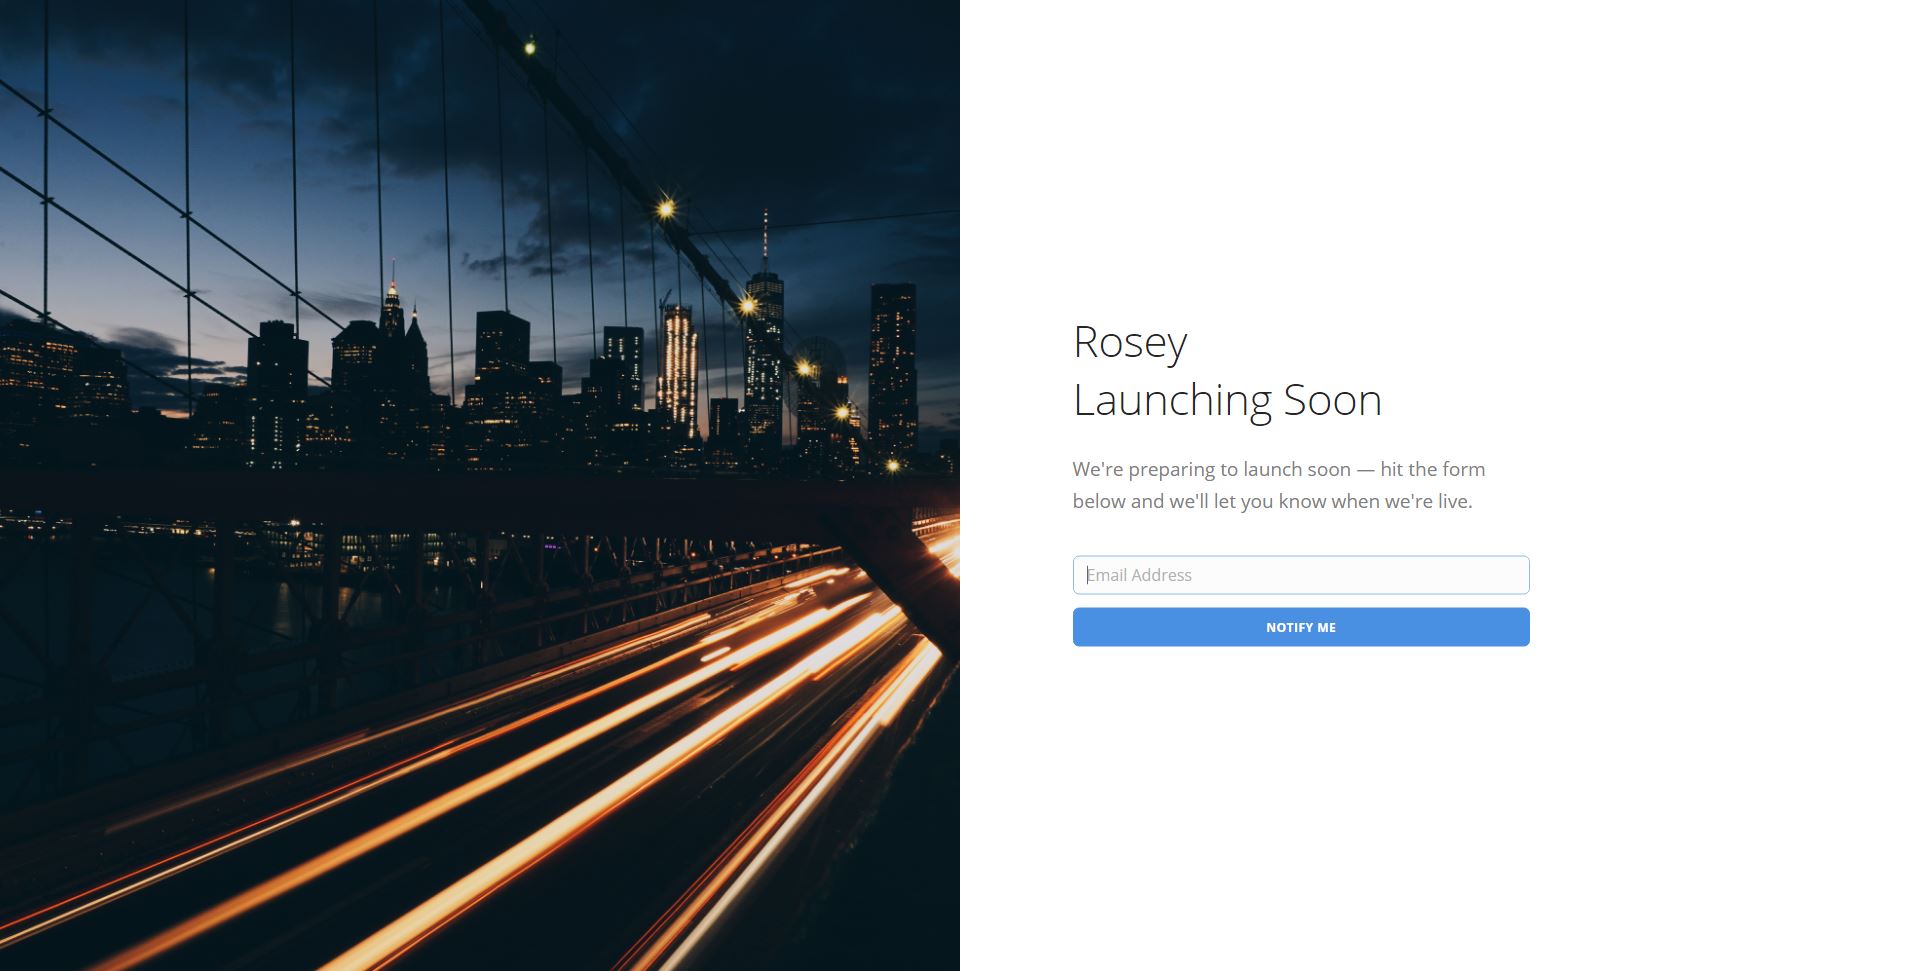 Rosey
Launching Soon
We're preparing to launch soon — hit the form
below and we'll let you know when we're live.
Email Address
NOTIFY ME